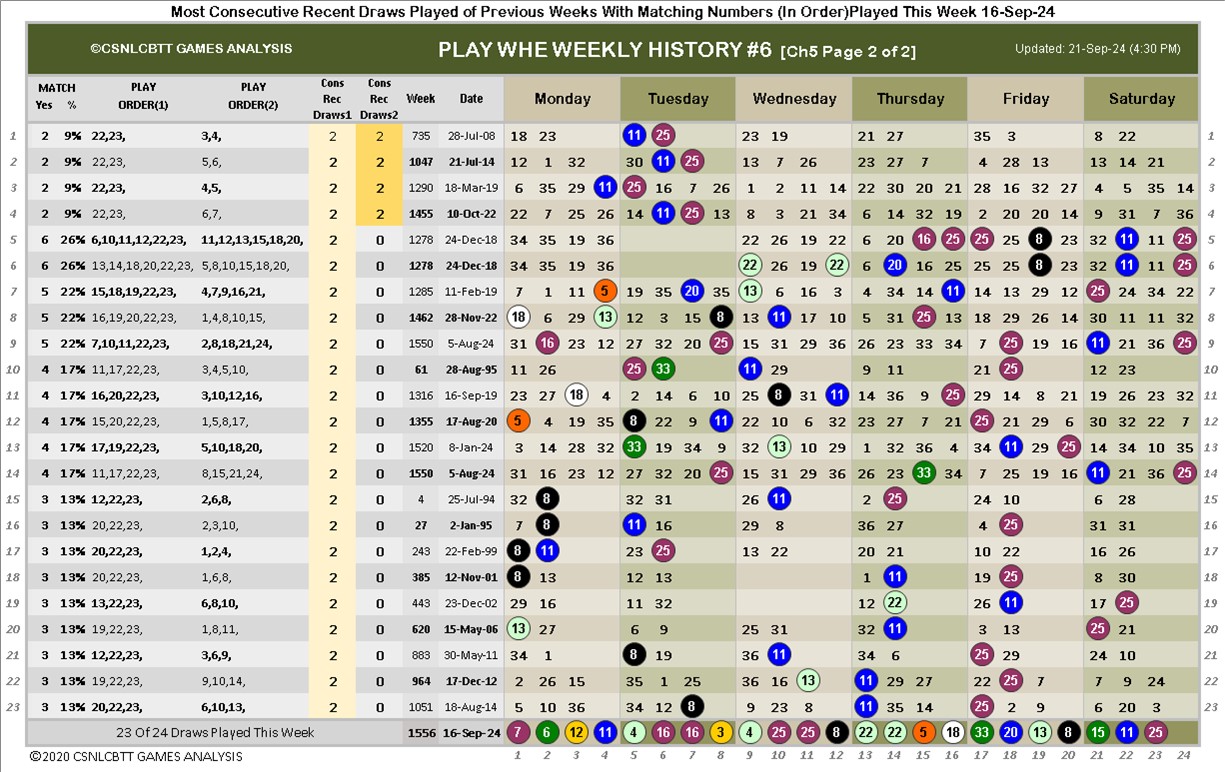 Most Consecutive Recent Draws Played of Previous Weeks With Matching Numbers (In Order)Played This Week 16-Sep-24
©CSNLCBTT GAMES ANALYSIS PLAY WHE WEEKLY HISTORY #6 [Ch5 Page 2 of 2] Updated: 21-Sep-24 (4:30 PM)
MATCH Yes % PLAY ORDER(1) PLAY ORDER(2) Cons Rec Draws1 Cons Rec Draws2 Week Date Monday Tuesday Wednesday Thursday Friday Saturday
1 2 9% 22,23, 3,4, 2 2 735 28-Jul-08 18 23 11 25 23 19 21 27 35 3 8 22 1
2 2 9% 22,23, 5,6, 2 2 1047 21-Jul-14 12 1 32 30 11 25 13 7 26 23 27 7 4 28 13 13 14 21 2
3 2 9% 22,23, 4,5, 2 2 1290 18-Mar-19 6 35 29 11 25 16 7 26 1 2 11 14 22 30 20 21 28 16 32 27 4 5 35 14 3
4 2 9% 22,23, 6,7, 2 2 1455 10-Oct-22 22 7 25 26 14 11 25 13 8 3 21 34 6 14 32 19 2 20 20 14 9 31 7 36 4
5 6 26% 6,10,11,12,22,23, 11,12,13,15,18,20, 2 0 1278 24-Dec-18 34 35 19 36 22 26 19 22 6 20 16 25 25 25 8 23 32 11 11 25 5
6 6 26% 13,14,18,20,22,23 5,8,10,15,18,20, 2 0 1278 24-Dec-18 34 35 19 36 22 26 19 22 20 16 25 25 25 8 23 32 11 11 25 6
7 22% 15,18,19,22,23, 4,7,9,16,21, 2 0 1285 11-Feb-19 7 1 11 5 19 35 20 35 13 6 16 3 4 34 14 11 14 13 29 12 25 24 34 22 7
8 5 22% 16,19,20,22,23, 1,4,8,10,15, 2 0 1462 28-Nov-22 18 6 29 13 12 3 15 8 13 11 17 10 5 31 25 13 18 29 26 14 30 11 11 32 8
9 5 22% 7,10,11,22,23, 2,8,18,21,24, 2 0 1550 5-Aug-24 31 16 23 12 27 32 20 25 15 31 29 36 26 23 33 34 7 25 19 16 11 21 36 25 9
10 4 17% 11,17,22,23, 3,4,5,10, 2 0 61 28-Aug-95 11 26 25 33 11 29 9 11 21 25 12 23 10
11 4 17% 16,20,22,23, 3,10,12,16, 2 0 1316 16-Sep-19 23 27 18 4 2 14 6 10 25 8 31 11 14 36 9 25 29 14 8 21 19 26 23 32 11
12 4 17% 15,20,22,23, 1,5,8,17, 2 0 1355 17-Aug-20 5 4 19 35 8 22 9 11 22 10 6 32 23 27 7 21 25 21 29 6 30 32 22 7 12
13 4 17% 17,19,22,23, 5,10,18,20, 2 0 1520 8-Jan-24 3 14 28 32 33 19 34 9 32 13 10 29 1 32 36 4 34 11 29 25 14 34 10 35 13
14 4 17% 11,17,22,23, 8,15,21,24, 2 0 1550 5-Aug-24 31 16 23 12 27 32 20 25 15 31 29 36 26 23 33 34 7 25 19 16 11 21 36 25 14
15 3 13% 12,22,23, 2,6,8, 2 0 4 25-Jul-94 32 8 32 31 26 11 2 25 24 10 6 28 15
16 3 13% 20,22,23, 2,3,10, 2 0 27 2-Jan-95 7 8 11 16 29 8 36 27 4 25 31 31 16
17 3 13% 20,22,23, 1,2,4, 2 0 243 22-Feb-99 8 11 23 25 13 22 20 21 10 22 16 26 17
18 3 13% 20,22,23, 1,6,8, 2 0 385 12-Nov-01 8 13 12 13 1 11 19 25 8 30 18
19 3 13% 13,22,23, 6,8,10, 2 0 443 23-Dec-02 29 16 11 32 12 22 26 11 17 25 19
20 3 13% 19,22,23, 1,8,11, 2 0 620 15-May-06 13 27 6 9 25 31 32 11 3 13 25 21 20
21 3 13% 12,22,23, 3,6,9, 2 0 883 30-May-11 34 1 8 19 36 11 34 6 25 29 24 10 21
22 3 13% 19,22,23, 9,10,14, 2 0 964 17-Dec-12 2 26 15 35 1 25 36 16 13 11 29 27 22 25 7 7 9 24 22
23 3 13% 20,22,23, 6,10,13, 2 0 1051 18-Aug-14 5 10 36 34 12 8 9 23 8 11 35 14 25 2 9 6 20 3 23
23 Of 24 Draws Played This Week 1556 16-Sep-24 7 6 12 11 4 16 16 3 4 25 25 8 22 22 5 18 33 20 13 8 15 11 25
©2020 CSNLCBTT GAMES ANALYSIS 1 2 3 4 5 6 7 8 9 10 11 12 13 14 15 16 17 18 19 20 21 22 23 24